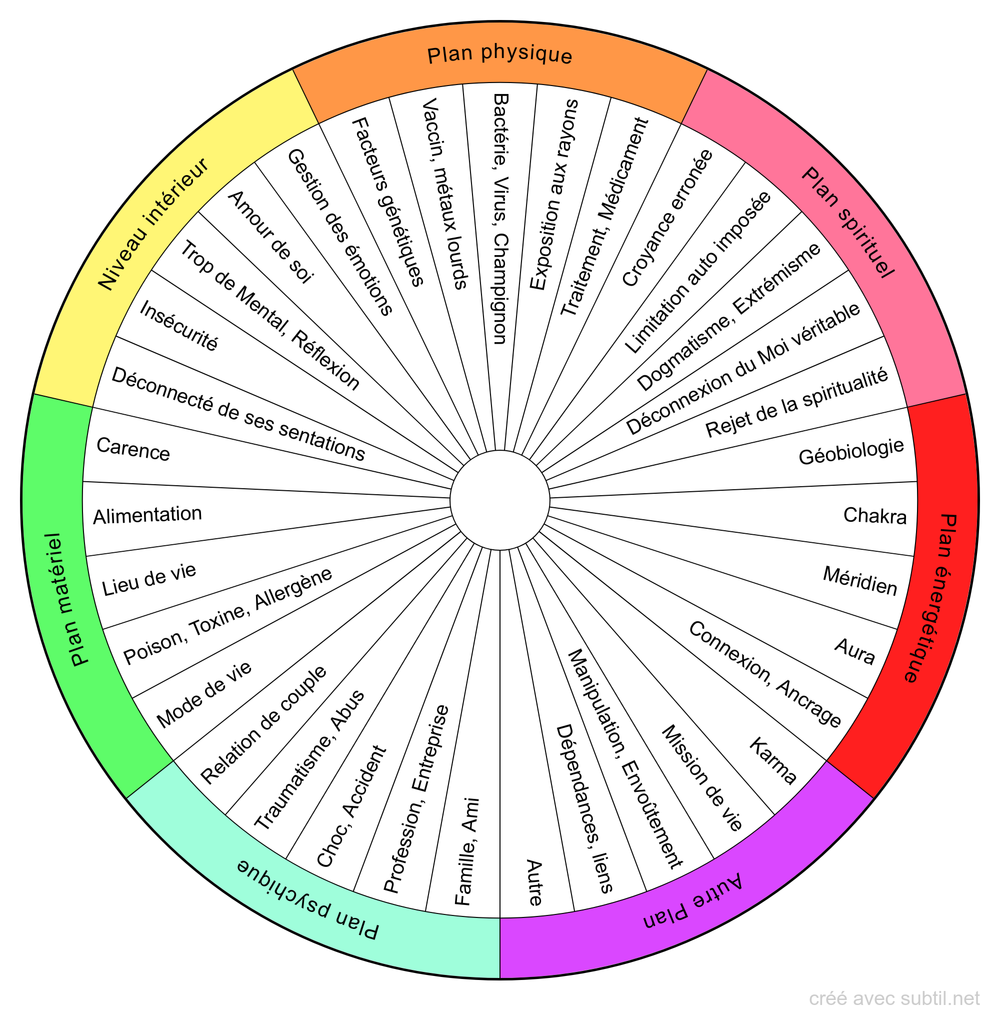 Plan physique
Facteurs génétiques
Vaccin, métaux lourds
Bactérie, Virus, Champignon
Exposition aux rayons
Traitement, Médicament
Plan spirituel
Croyance erronée
Limitation auto imposée
Dogmatisme, Extrémisme
Déconnexion du Moi véritable
Rejet de la spiritualité
Plan énergétique
Géobiologie
Chakra
Méridien
Aura
Connexion, Ancrage
Autre Plan
Karma
Mission de vie
Manipulation, Envoûtement
Dépendances, liens
Autre
Plan psychique
Famille, Ami
Profession, Entreprise
Choc, Accident
Traumatisme, Abus
Relation de couple
Plan matériel
Mode de vie
Poison, Toxine, Allergène
Lieu de vie
Alimentation
Carence
Niveau intérieur
Déconnecté de ses sentations
Insécurité
Trop de Mental, Réflexion
Amour de soi
Gestion des émotions
créé avec subtil.net